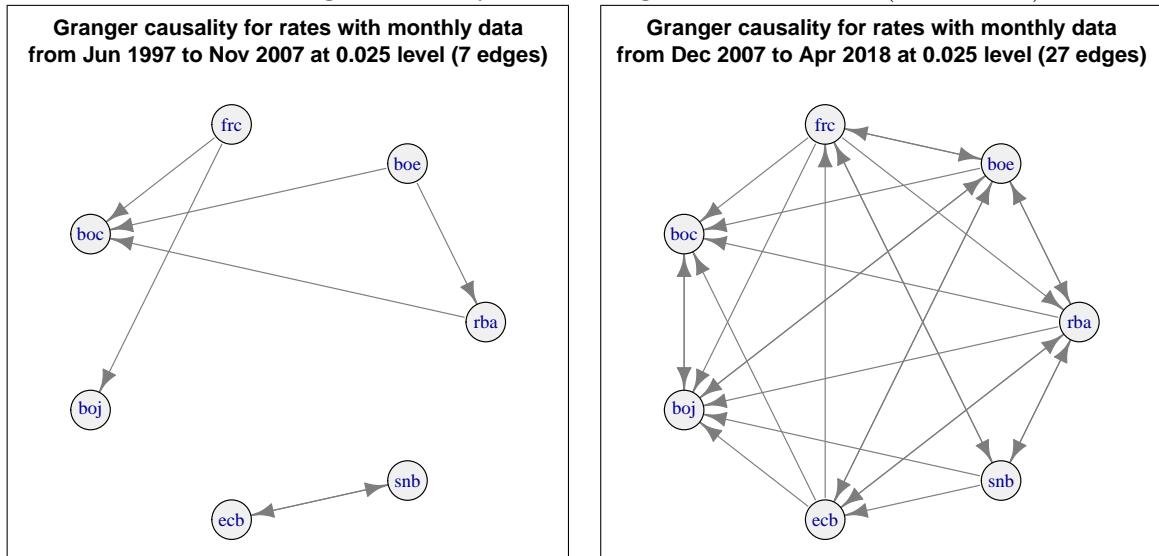 Granger causality for rates with monthly data
from Jun 1997 to Nov 2007 at 0.025 level (7 edges)
frc
boe
boc
rba
boj
snb
ecb
Granger causality for rates with monthly data
from Dec 2007 to Apr 2018 at 0.025 level (27 edges)
frc
boe
boc
rba
boj
snb
ecb